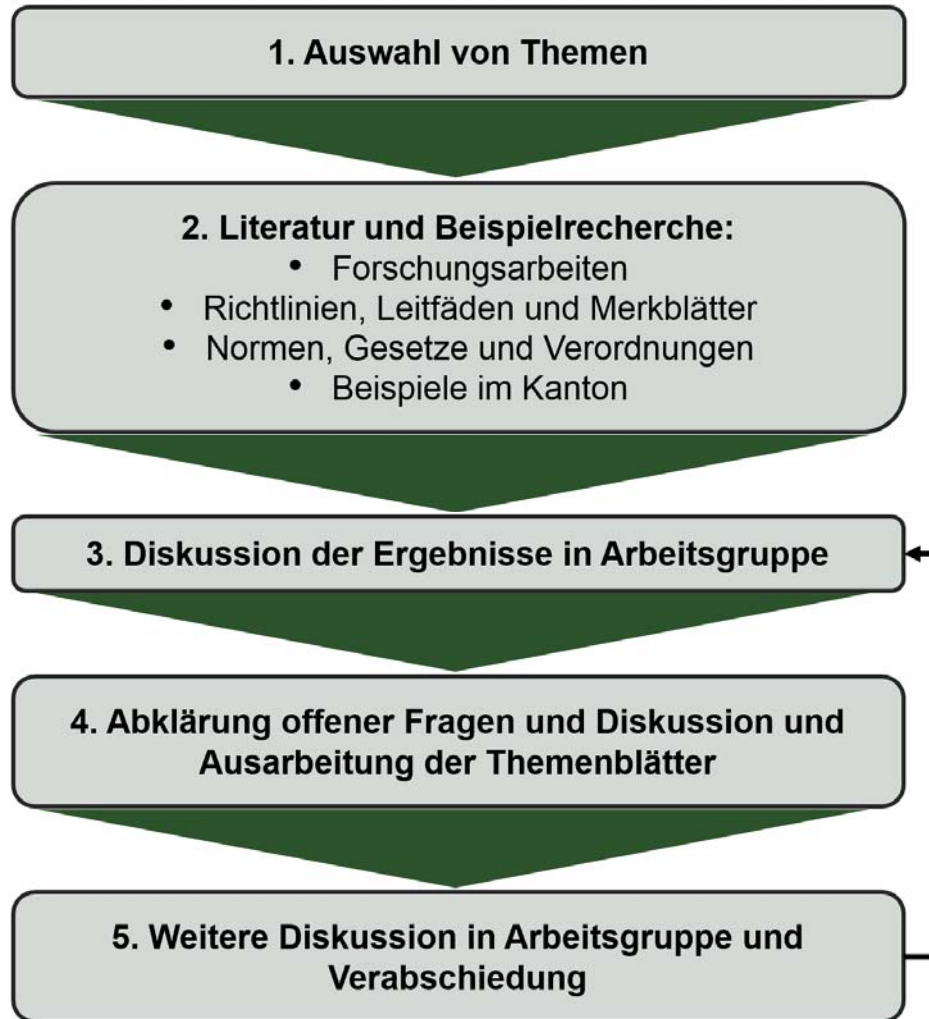 1. Auswahl von Themen
2. Literatur und Beispielrecherche:
• Forschungsarbeiten
• Richtlinien, Leitfäden und Merkblätter
• Normen, Gesetze und Verordnungen
• Beispiele im Kanton
3. Diskussion der Ergebnisse in Arbeitsgruppe
4. Abklärung offener Fragen und Diskussion und
Ausarbeitung der Themenblätter
5. Weitere Diskussion in Arbeitsgruppe und
Verabschiedung